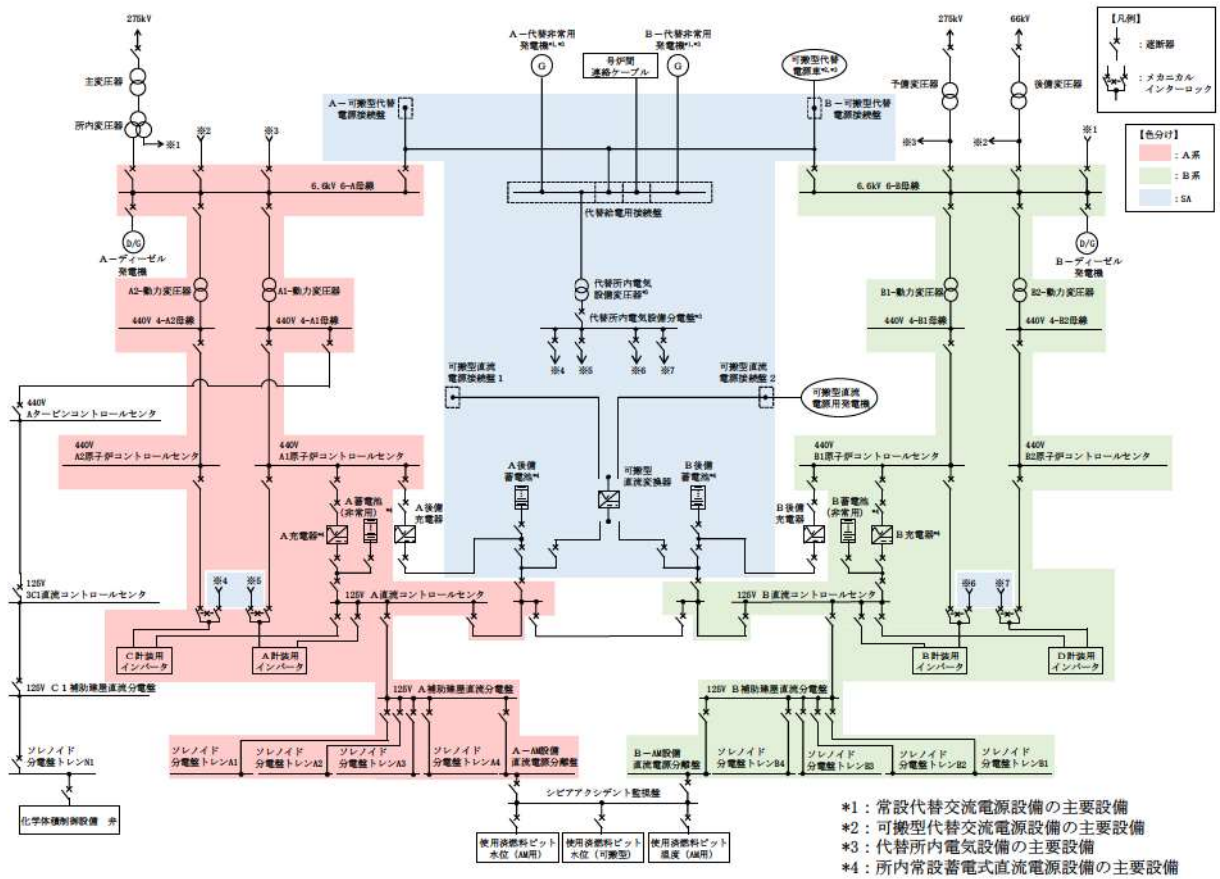 275kV
主変圧器
所内変圧器
※1
※2
※3
A－代替非常用
発電機*1,*3
G
号炉間
連絡ケーブル
B－代替非常用
発電機*1,*3
G
可搬型代替
電源車*2,*3
275kV
66kV
予備変圧器
後備変圧器
※3
※2
※1
【凡例】
：遮断器
：メカニカル
インターロック
【色分け】
：A系
：B系
：SA
A－可搬型代替
電源接続盤
B－可搬型代替
電源接続盤
6.6kV 6-A母線
代替給電用接続盤
6.6kV 6-B母線
D/G
A－ディーゼル
発電機
D/G
B－ディーゼル
発電機
A2-動力変圧器
A1-動力変圧器
代替所内電気
設備変圧器*3
B1-動力変圧器
B2-動力変圧器
440V 4-A2母線
440V 4-A1母線
代替所内電気設備分電盤*3
440V 4-B1母線
440V 4-B2母線
※4
※5
※6
※7
可搬型直流
電源接続盤1
可搬型直流
電源接続盤2
可搬型直流
電源用発電機
440V
Aタービンコントロールセンタ
440V
A2原子炉コントロールセンタ
440V
A1原子炉コントロールセンタ
440V
B1原子炉コントロールセンタ
440V
B2原子炉コントロールセンタ
A充電器*4
A蓄電池
(非常用)
*4
A後備
充電器
A後備
蓄電池*4
可搬型
直流変換器
B後備
蓄電池*4
B後備
充電器
B蓄電池
(非常用)
*4
B充電器*4
125V
3C1直流コントロールセンタ
※4
※5
125V A直流コントロールセンタ
125V B直流コントロールセンタ
※6
※7
C計装用
インバータ
A計装用
インバータ
B計装用
インバータ
D計装用
インバータ
125V C1補助建屋直流分電盤
125V A補助建屋直流分電盤
125V B補助建屋直流分電盤
ソレノイド
分電盤トレンN1
ソレノイド
分電盤トレンA1
ソレノイド
分電盤トレンA2
ソレノイド
分電盤トレンA3
ソレノイド
分電盤トレンA4
A－AM設備
直流電源分離盤
B－AM設備
直流電源分離盤
ソレノイド
分電盤トレンB4
ソレノイド
分電盤トレンB3
ソレノイド
分電盤トレンB2
ソレノイド
分電盤トレンB1
シビアアクシデント監視盤
化学体積制御設備 弁
使用済燃料ピット
水位(AM用)
使用済燃料ピット
水位(可搬型)
使用済燃料ピット
温度(AM用)
*1：常設代替交流電源設備の主要設備
*2：可搬型代替交流電源設備の主要設備
*3：代替所内電気設備の主要設備
*4：所内常設蓄電式直流電源設備の主要設備